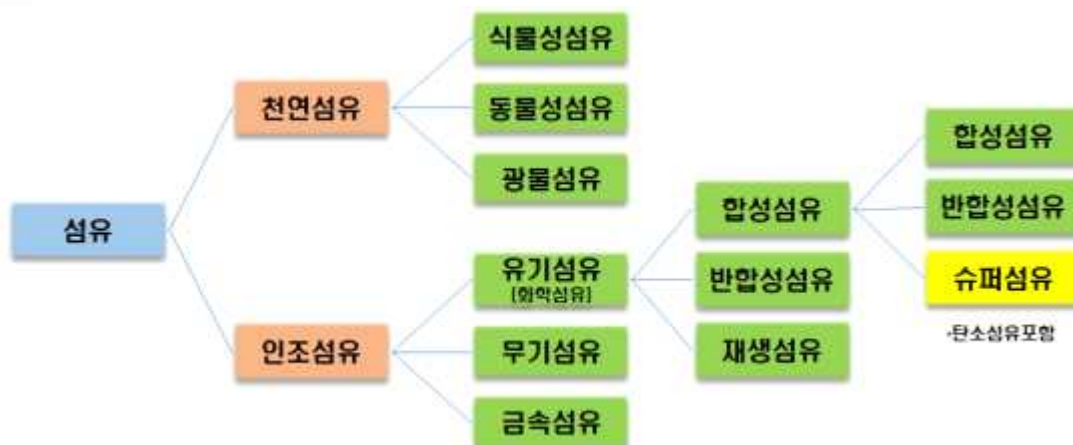 섬유
천연섬유
식물성섬유
동물성섬유
광물섬유
인조섬유
유기섬유
(화학섬유)
무기섬유
금속섬유
합성섬유
반합성섬유
재생섬유
합성섬유
반합성섬유
슈퍼섬유
*탄소섬유포함